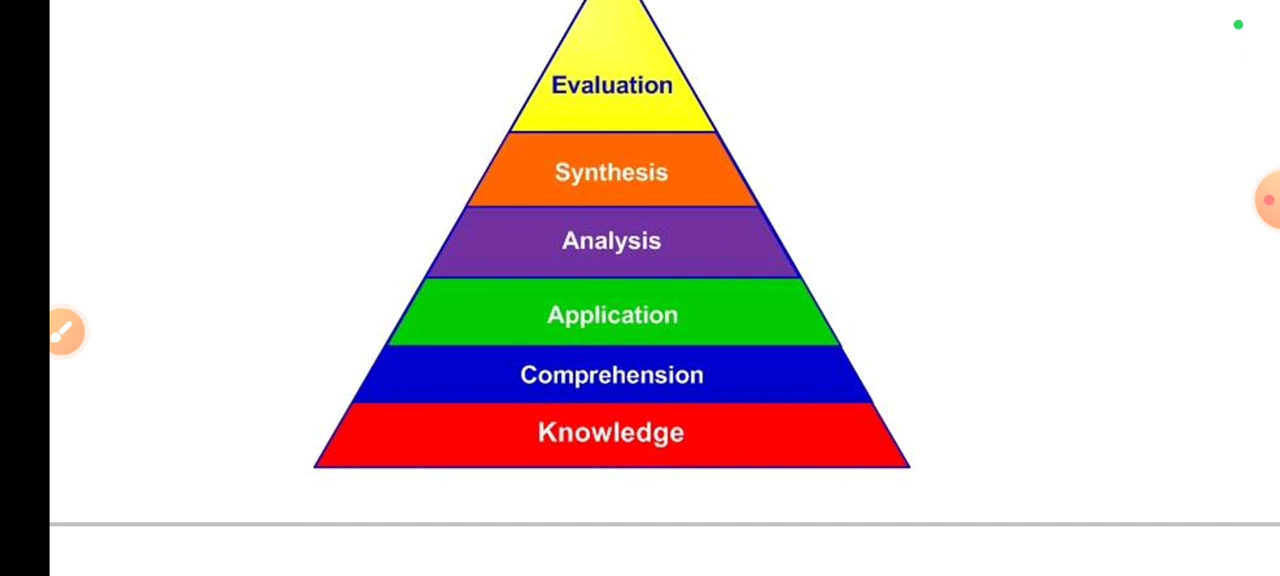 Evaluation
Synthesis
Analysis
Application
Comprehension
Knowledge